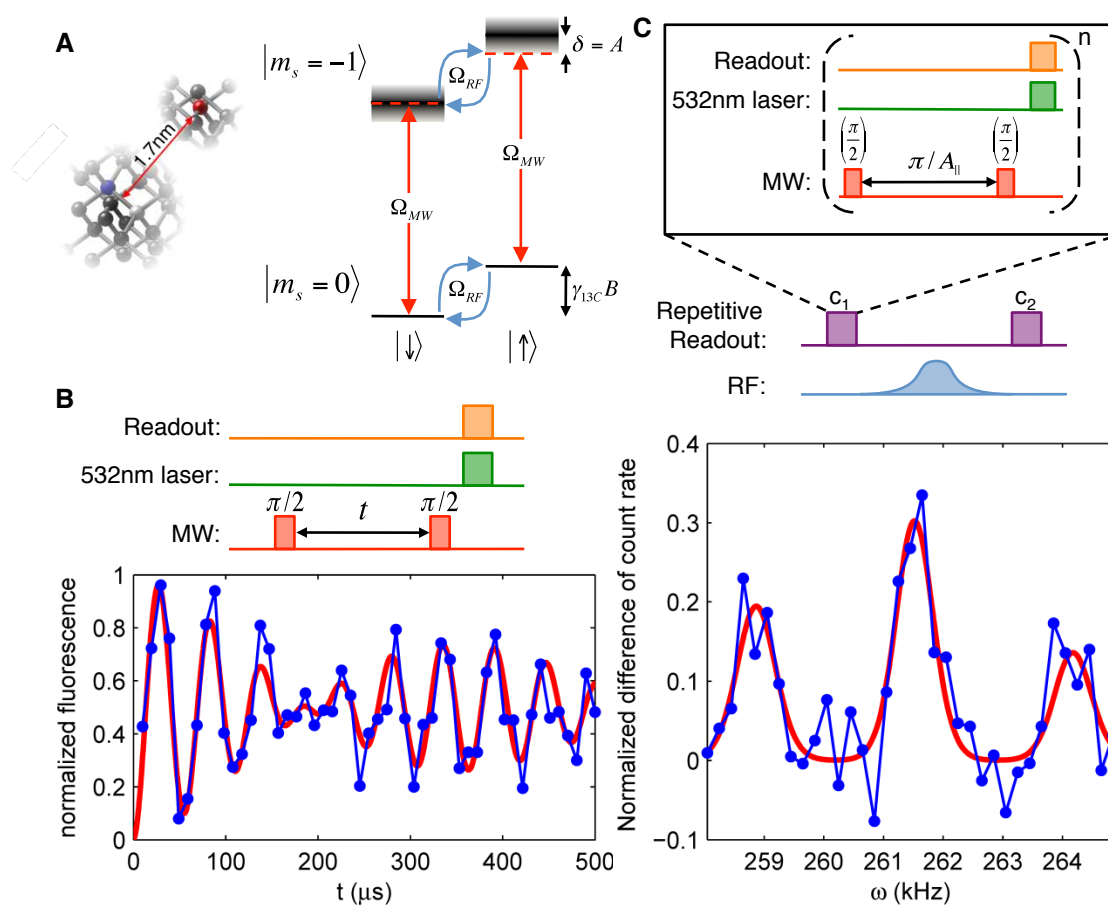 A
1.7nm
|m_s = −1⟩
δ = A
Ω_RF
Ω_MW
Ω_MW
|m_s = 0⟩
Ω_RF
γ_13C B
|↓⟩
|↑⟩
B
Readout:
532nm laser:
π/2
t
π/2
MW:
normalized fluorescence
1
0.8
0.6
0.4
0.2
0
0
100
200
300
400
500
t (μs)
C
n
Readout:
532nm laser:
(π/2)
(π/2)
π / A_||
MW:
Repetitive
Readout:
c₁
c₂
RF:
Normalized difference of count rate
0.4
0.3
0.2
0.1
0
−0.1
259
260
261
262
263
264
ω (kHz)